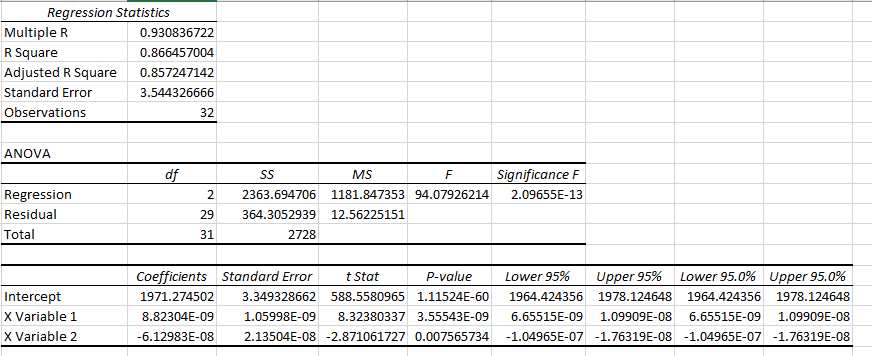 Regression Statistics
Multiple R 0.930836722
R Square 0.866457004
Adjusted R Square 0.857247142
Standard Error 3.544326666
Observations 32
ANOVA
df SS MS F Significance F
Regression 2 2363.694706 1181.847353 94.07926214 2.09655E-13
Residual 29 364.3052939 12.56225151
Total 31 2728
Coefficients Standard Error t Stat P-value Lower 95% Upper 95% Lower 95.0% Upper 95.0%
Intercept 1971.274502 3.349328662 588.5580965 1.11524E-60 1964.424356 1978.124648 1964.424356 1978.124648
X Variable 1 8.82304E-09 1.05998E-09 8.32380337 3.55543E-09 6.65515E-09 1.09909E-08 6.65515E-09 1.09909E-08
X Variable 2 -6.12983E-08 2.13504E-08 -2.871061727 0.007565734 -1.04965E-07 -1.76319E-08 -1.04965E-07 -1.76319E-08